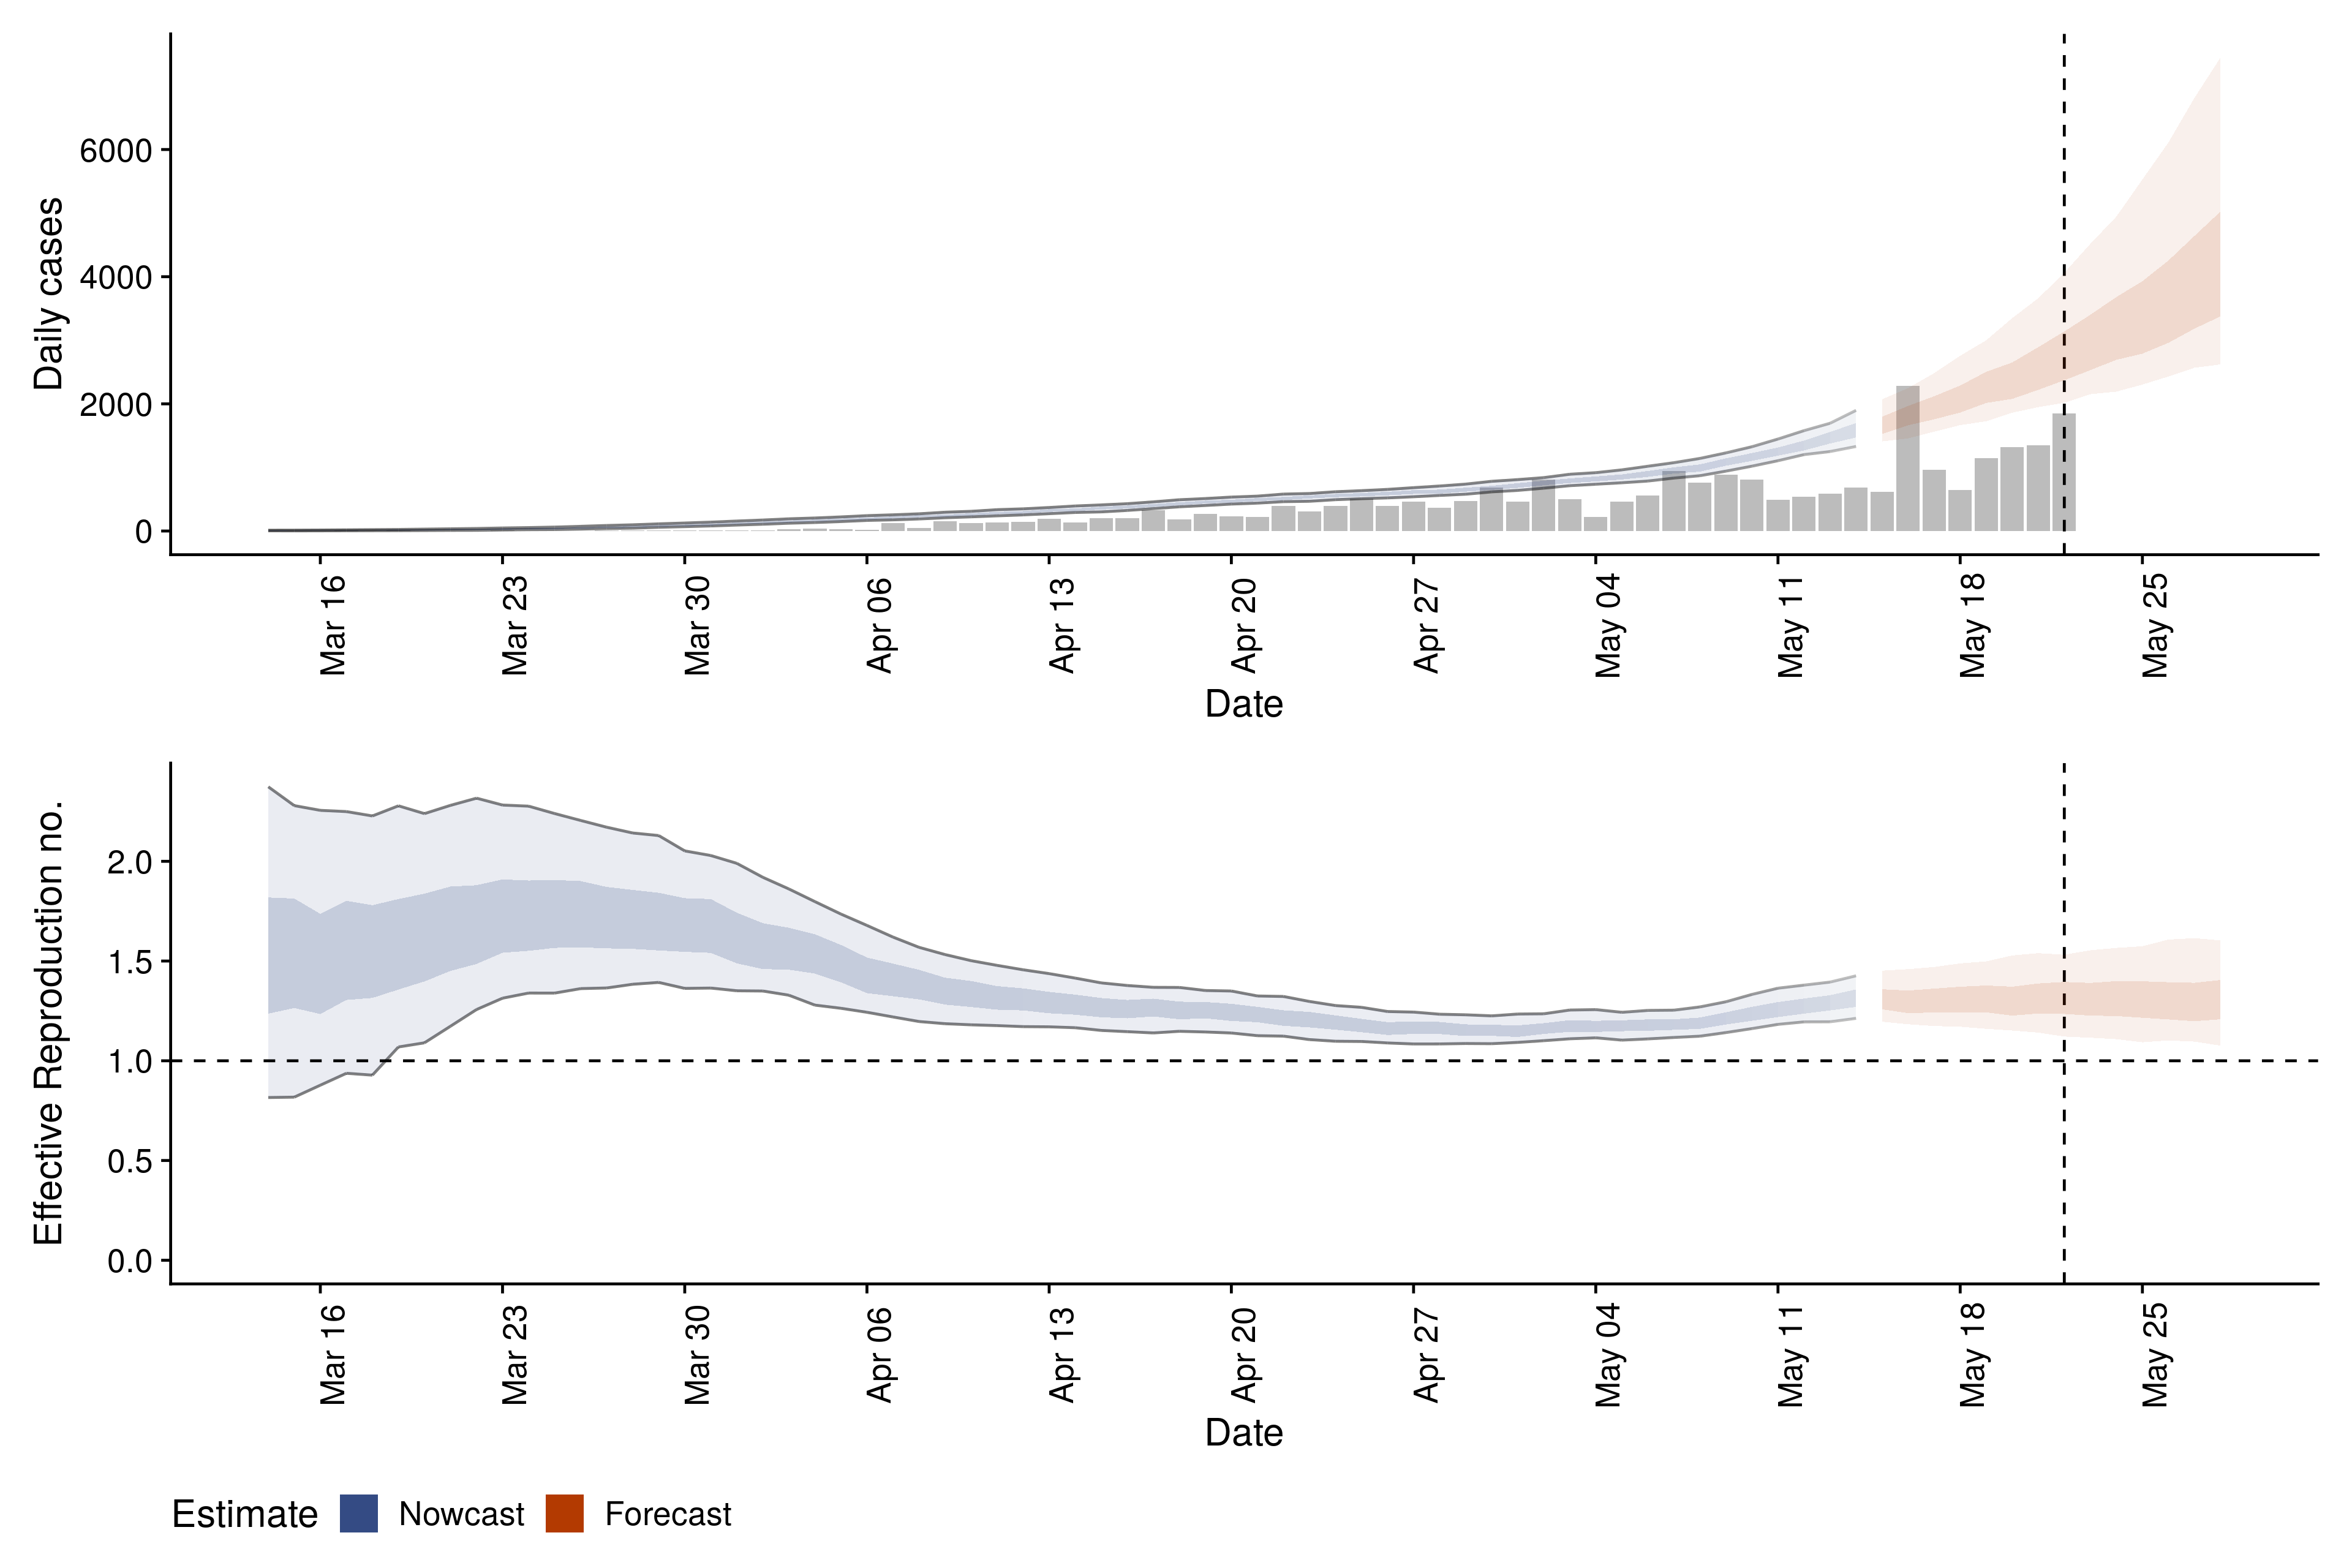 Daily cases
6000
4000
2000
0
Mar 16
Mar 23
Mar 30
Apr 06
Apr 13
Apr 20
Apr 27
May 04
May 11
May 18
May 25
Date
Effective Reproduction no.
2.0
1.5
1.0
0.5
0.0
Mar 16
Mar 23
Mar 30
Apr 06
Apr 13
Apr 20
Apr 27
May 04
May 11
May 18
May 25
Date
Estimate Nowcast Forecast